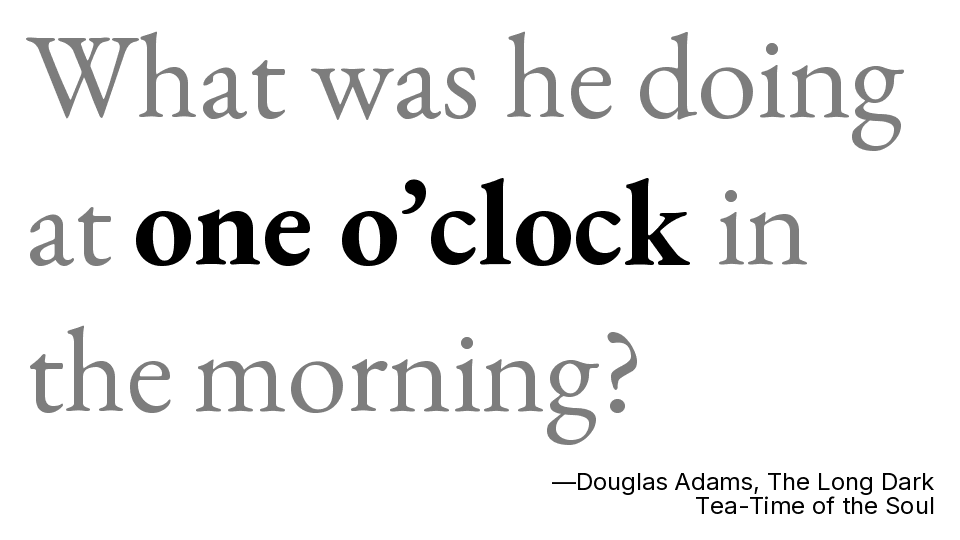 What was he doing
at one o’clock in
the morning?
—Douglas Adams, The Long Dark
Tea-Time of the Soul